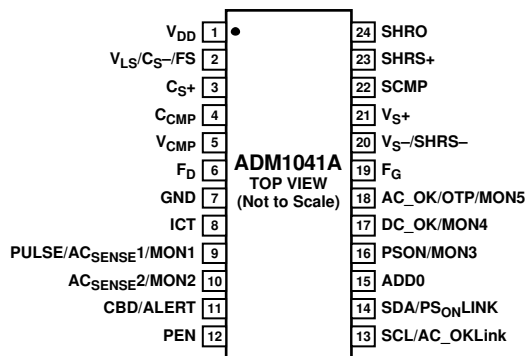 VDD 1
VLS/CS–/FS 2
CS+ 3
CCMP 4
VCMP 5
FD 6
GND 7
ICT 8
PULSE/ACSENSE1/MON1 9
ACSENSE2/MON2 10
CBD/ALERT 11
PEN 12
ADM1041A
TOP VIEW
(Not to Scale)
24 SHRO
23 SHRS+
22 SCMP
21 VS+
20 VS–/SHRS–
19 FG
18 AC_OK/OTP/MON5
17 DC_OK/MON4
16 PSON/MON3
15 ADD0
14 SDA/PSONLINK
13 SCL/AC_OKLink